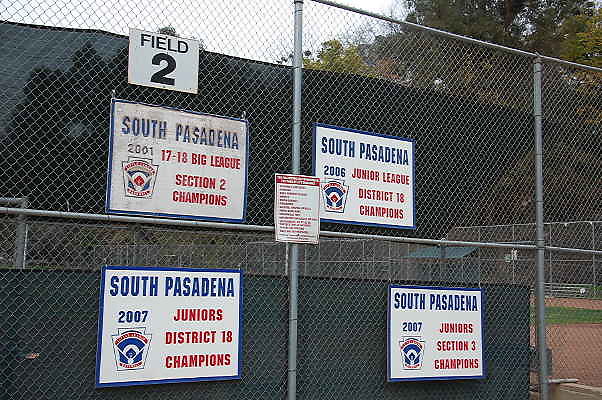 FIELD
2
SOUTH PASADENA
2001 17-18 BIG LEAGUE
SECTION 2
CHAMPIONS
SOUTH PASADENA
2006 JUNIOR LEAGUE
DISTRICT 18
CHAMPIONS
SOUTH PASADENA
2007 JUNIORS
DISTRICT 18
CHAMPIONS
SOUTH PASADENA
2007 JUNIORS
SECTION 3
CHAMPIONS